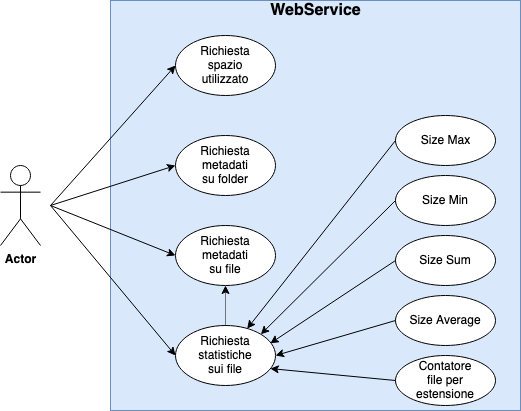 WebService
Richiesta
spazio
utilizzato
Richiesta
metadati
su folder
Richiesta
metadati
su file
Richiesta
statistiche
sui file
Actor
Size Max
Size Min
Size Sum
Size Average
Contatore
file per
estensione